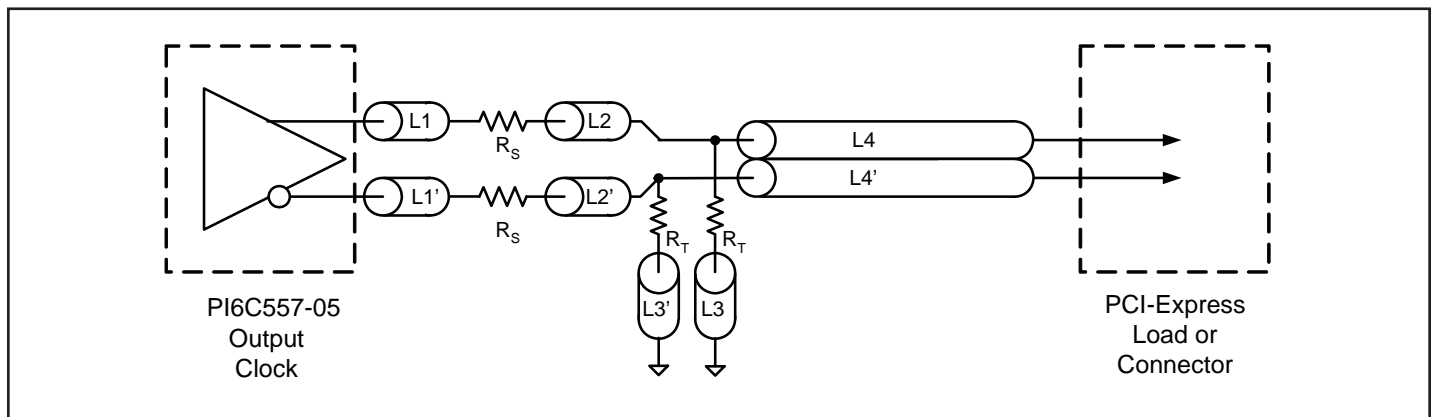 L1
R_S
L2
L4
L4’
L1’
R_S
L2’
R_T
R_T
L3’
L3
PI6C557-05
Output
Clock
PCI-Express
Load or
Connector